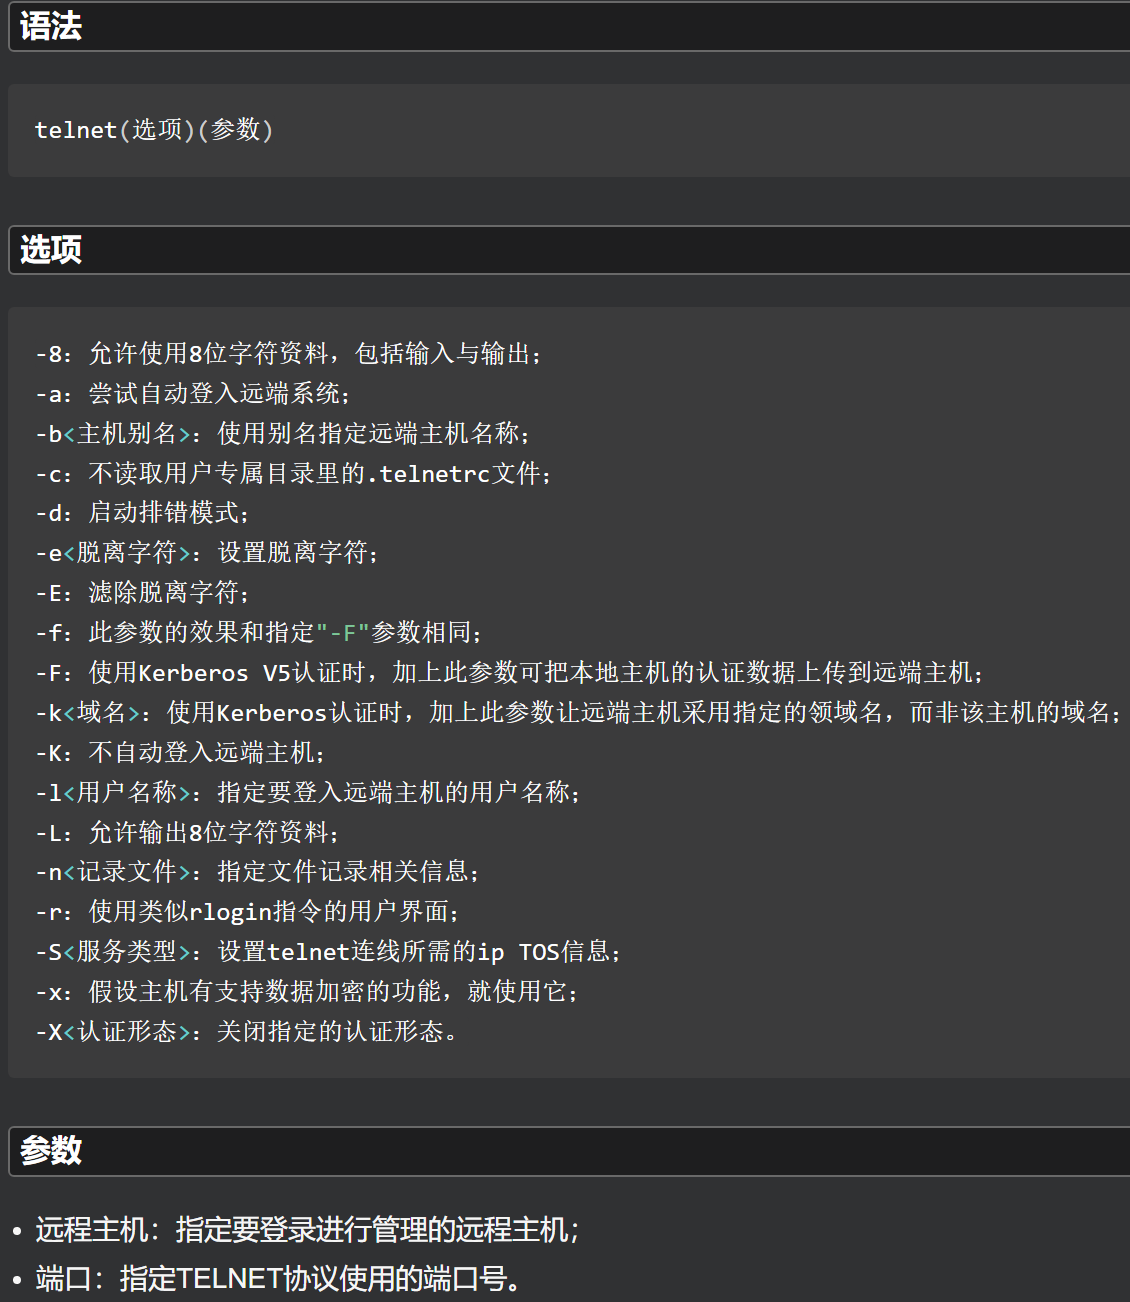 语法
telnet(选项)(参数)
选项
-8：允许使用8位字符资料，包括输入与输出；
-a：尝试自动登入远端系统；
-b<主机别名>：使用别名指定远端主机名称；
-c：不读取用户专属目录里的.telnetrc文件；
-d：启动排错模式；
-e<脱离字符>：设置脱离字符；
-E：滤除脱离字符；
-f：此参数的效果和指定"-F"参数相同；
-F：使用Kerberos V5认证时，加上此参数可把本地主机的认证数据上传到远端主机；
-k<域名>：使用Kerberos认证时，加上此参数让远端主机采用指定的领域名，而非该主机的域名；
-K：不自动登入远端主机；
-l<用户名称>：指定要登入远端主机的用户名称；
-L：允许输出8位字符资料；
-n<记录文件>：指定文件记录相关信息；
-r：使用类似rlogin指令的用户界面；
-S<服务类型>：设置telnet连线所需的ip TOS信息；
-x：假设主机有支持数据加密的功能，就使用它；
-X<认证形态>：关闭指定的认证形态。
参数
• 远程主机：指定要登录进行管理的远程主机；
• 端口：指定TELNET协议使用的端口号。